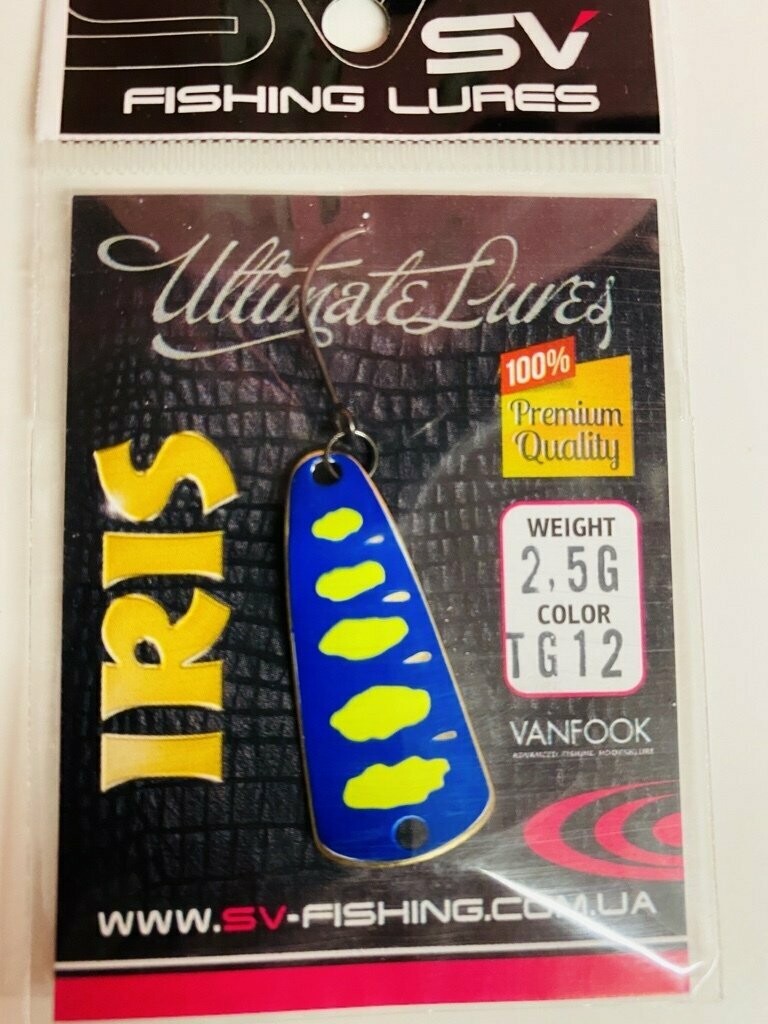 SV
FISHING LURES
Ultimate Lures
100%
Premium
Quality
IRIS
WEIGHT
2,5G
COLOR
TG12
VANFOOK
WWW.SV-FISHING.COM.UA